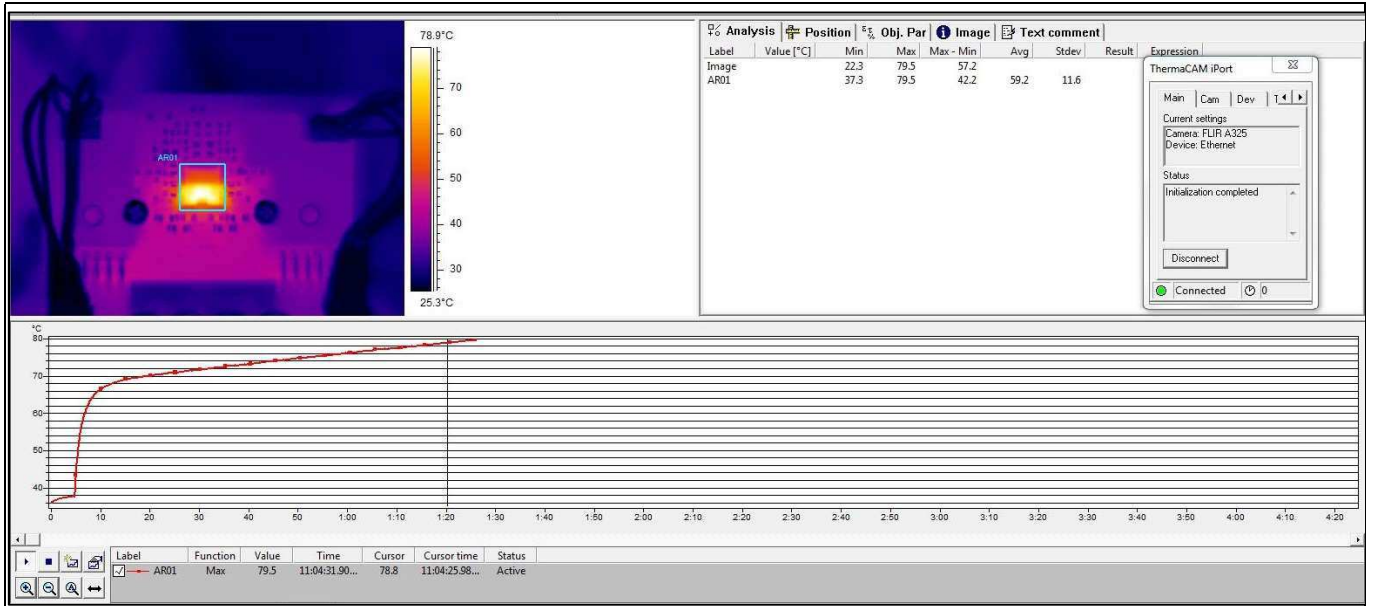 78.9°C
70
60
50
40
30
25.3°C
AR01
Analysis Position Obj. Par Image Text comment
Label Value [°C] Min Max Max - Min Avg Stdev Result Expression
Image 22.3 79.5 57.2
AR01 37.3 79.5 42.2 59.2 11.6
ThermaCAM iPort
Main Cam Dev T
Current settings
Camera: FLIR A325
Device: Ethernet
Status
Initialization completed
Disconnect
Connected 0
°C
80
70
60
50
40
0 10 20 30 40 50 1:00 1:10 1:20 1:30 1:40 1:50 2:00 2:10 2:20 2:30 2:40 2:50 3:00 3:10 3:20 3:30 3:40 3:50 4:00 4:10 4:20
Label Function Value Time Cursor Cursor time Status
AR01 Max 79.5 11:04:31.90... 78.8 11:04:25.98... Active